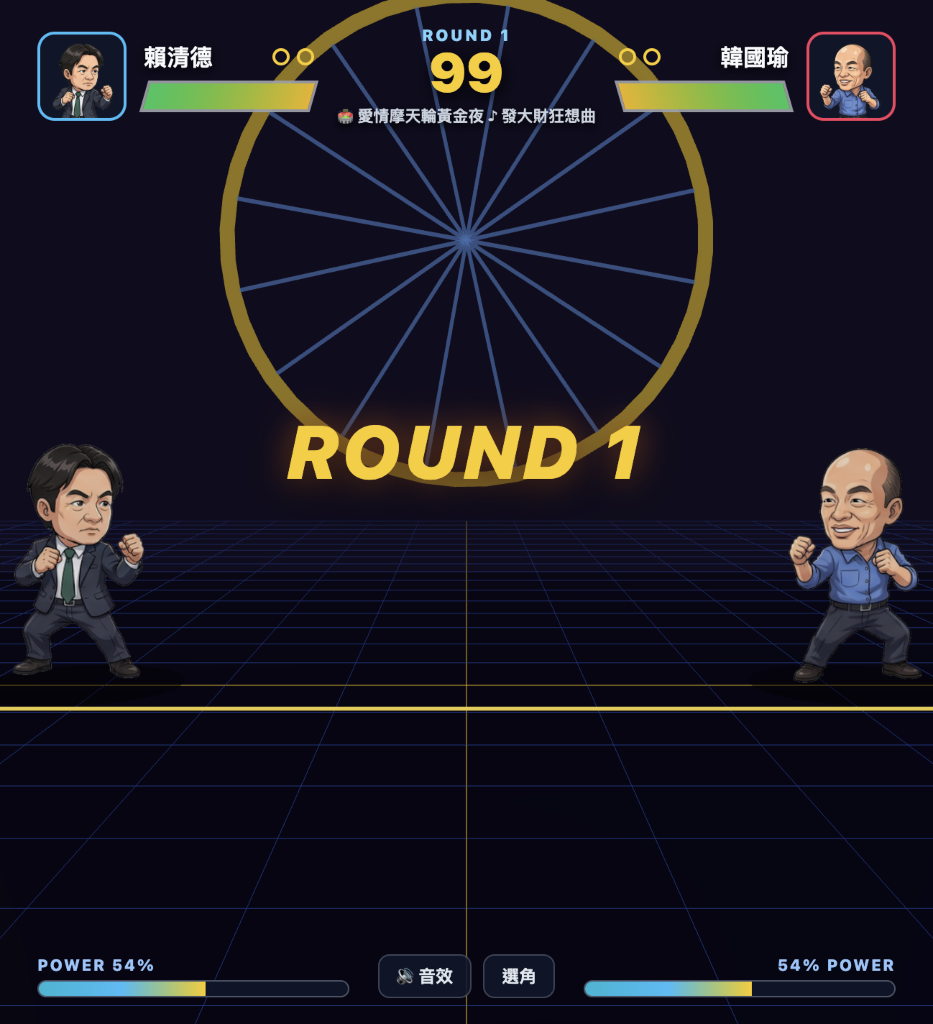 ROUND 1
賴清德
99
韓國瑜
🎡 愛情摩天輪黃金夜 ♪ 發大財狂想曲
ROUND 1
POWER 54%
🔊 音效
選角
54% POWER